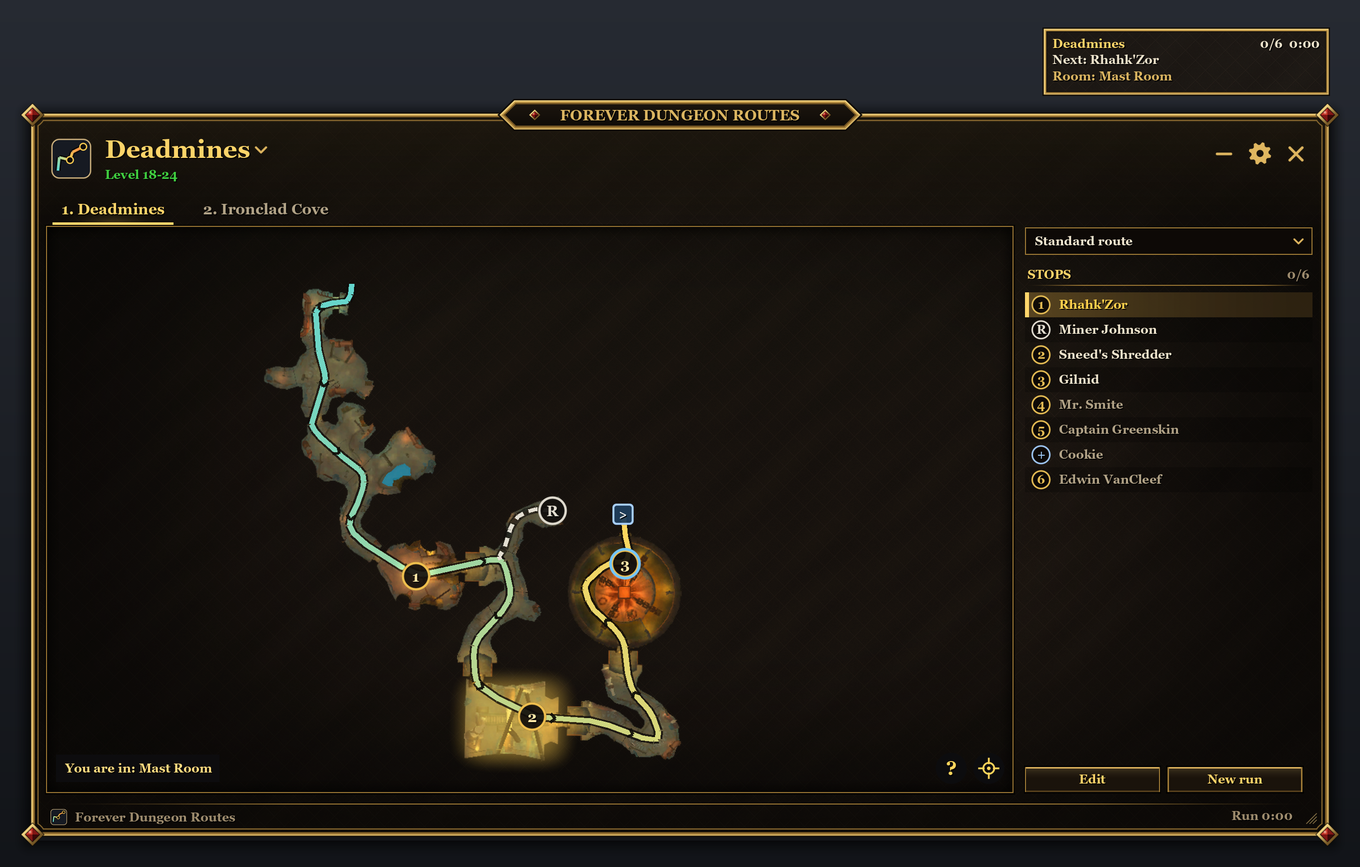 Deadmines 0/6 0:00
Next: Rhahk'Zor
Room: Mast Room
FOREVER DUNGEON ROUTES
Deadmines
Level 18-24
1. Deadmines 2. Ironclad Cove
Standard route
STOPS 0/6
1 Rhahk'Zor
R Miner Johnson
2 Sneed's Shredder
3 Gilnid
4 Mr. Smite
5 Captain Greenskin
+ Cookie
6 Edwin VanCleef
R
>
3
1
2
You are in: Mast Room
?
Edit New run
Forever Dungeon Routes Run 0:00